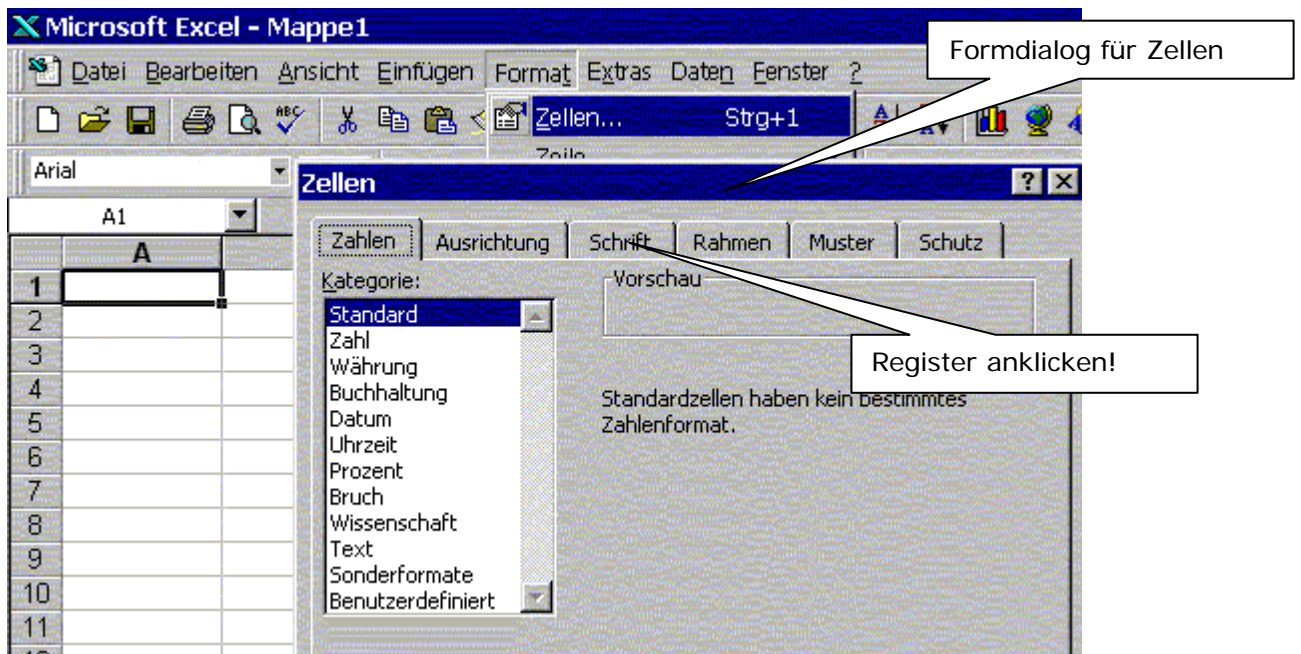 Microsoft Excel - Mappe1
Formdialog für Zellen
Datei Bearbeiten Ansicht Einfügen Format Extras Daten Fenster ?
ABC
Zellen... Strg+1
Zeile
Arial
Zellen
? X
A1
Zahlen Ausrichtung Schrift Rahmen Muster Schutz
A
Kategorie:
Vorschau
1
Standard
2
Zahl
3
Währung
Register anklicken!
4
Buchhaltung
Standardzellen haben kein bestimmtes
5
Datum
Zahlenformat.
6
Uhrzeit
Prozent
7
Bruch
8
Wissenschaft
9
Text
Sonderformate
10
Benutzerdefiniert
11